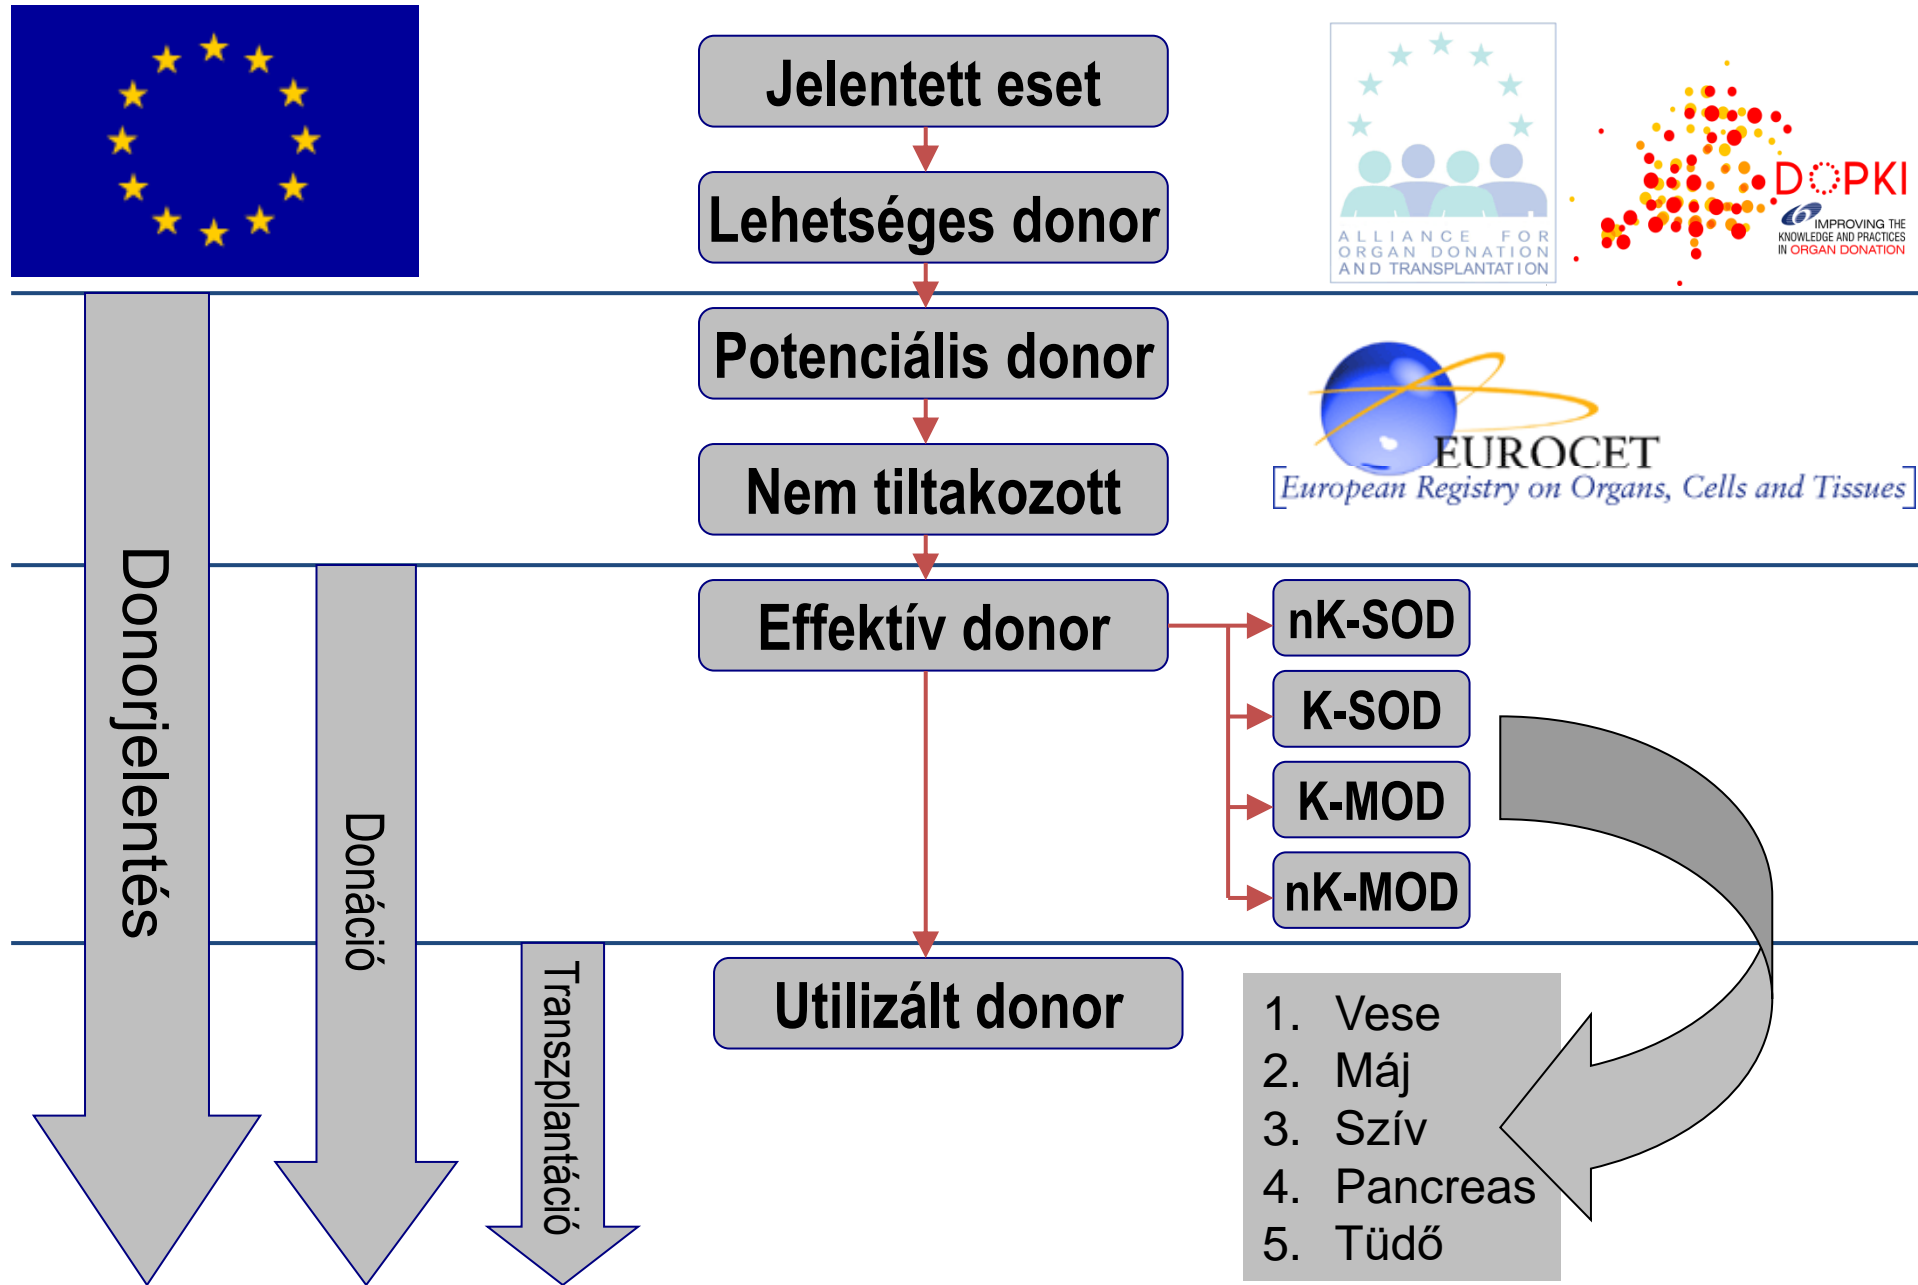 Jelentett eset
Lehetséges donor
Potenciális donor
Nem tiltakozott
Effektív donor
Utilizált donor
nK-SOD
K-SOD
K-MOD
nK-MOD
Donorjelentés
Donáció
Transzplantáció
1. Vese
2. Máj
3. Szív
4. Pancreas
5. Tüdő
ALLIANCE FOR
ORGAN DONATION
AND TRANSPLANTATION
DOPKI
6 IMPROVING THE
KNOWLEDGE AND PRACTICES
IN ORGAN DONATION
EUROCET
[European Registry on Organs, Cells and Tissues]